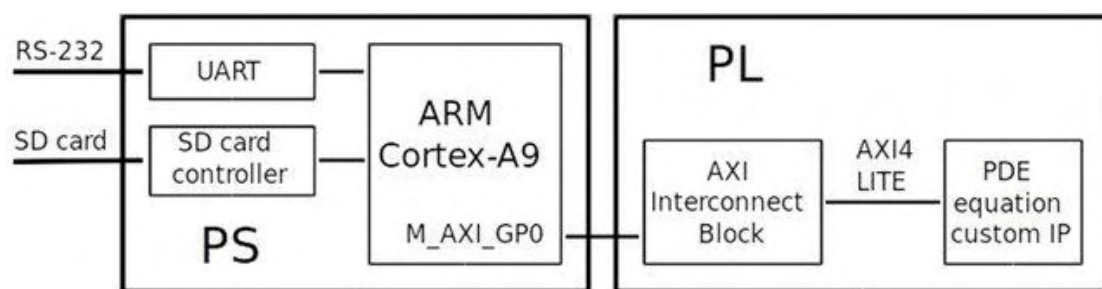 RS-232
UART
SD card
SD card
controller
ARM
Cortex-A9
M_AXI_GP0
PS
PL
AXI
Interconnect
Block
AXI4
LITE
PDE
equation
custom IP